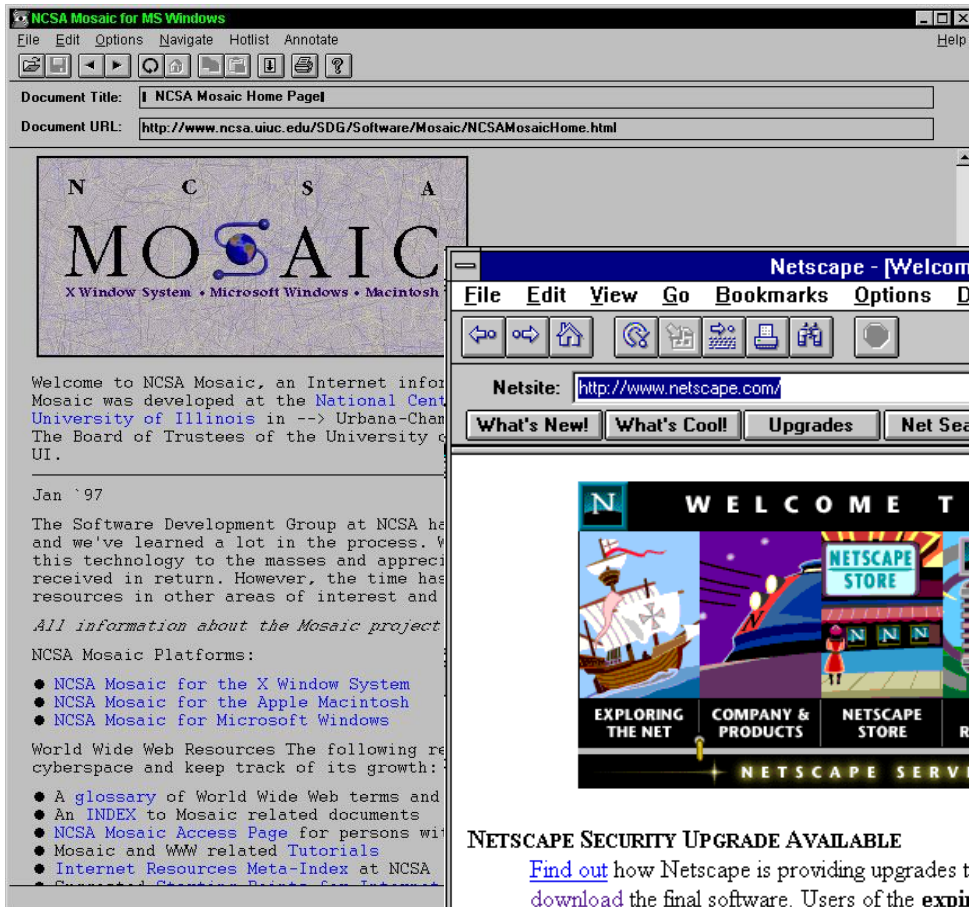 NCSA Mosaic for MS Windows
File Edit Options Navigate Hotlist Annotate Help
Document Title: NCSA Mosaic Home Page
Document URL: http://www.ncsa.uiuc.edu/SDG/Software/Mosaic/NCSAMosaicHome.html
N C S A
MOSAIC
X Window System • Microsoft Windows • Macintosh
Welcome to NCSA Mosaic, an Internet infor
Mosaic was developed at the National Cent
University of Illinois in --> Urbana-Cham
The Board of Trustees of the University o
UI.
Jan `97
The Software Development Group at NCSA ha
and we've learned a lot in the process. W
this technology to the masses and appreci
received in return. However, the time has
resources in other areas of interest and
All information about the Mosaic project
NCSA Mosaic Platforms:
● NCSA Mosaic for the X Window System
● NCSA Mosaic for the Apple Macintosh
● NCSA Mosaic for Microsoft Windows
World Wide Web Resources The following re
cyberspace and keep track of its growth:
● A glossary of World Wide Web terms and
● An INDEX to Mosaic related documents
● NCSA Mosaic Access Page for persons wit
● Mosaic and WWW related Tutorials
● Internet Resources Meta-Index at NCSA
● Suggested Starting Points for Internet
Netscape - [Welcom
File Edit View Go Bookmarks Options D
Netsite: http://www.netscape.com/
What's New! What's Cool! Upgrades Net Sea
N WELCOME T
NETSCAPE
STORE
N N N
EXPLORING
THE NET
COMPANY &
PRODUCTS
NETSCAPE
STORE
R
NETSCAPE SERV
NETSCAPE SECURITY UPGRADE AVAILABLE
Find out how Netscape is providing upgrades t
download the final software. Users of the expir